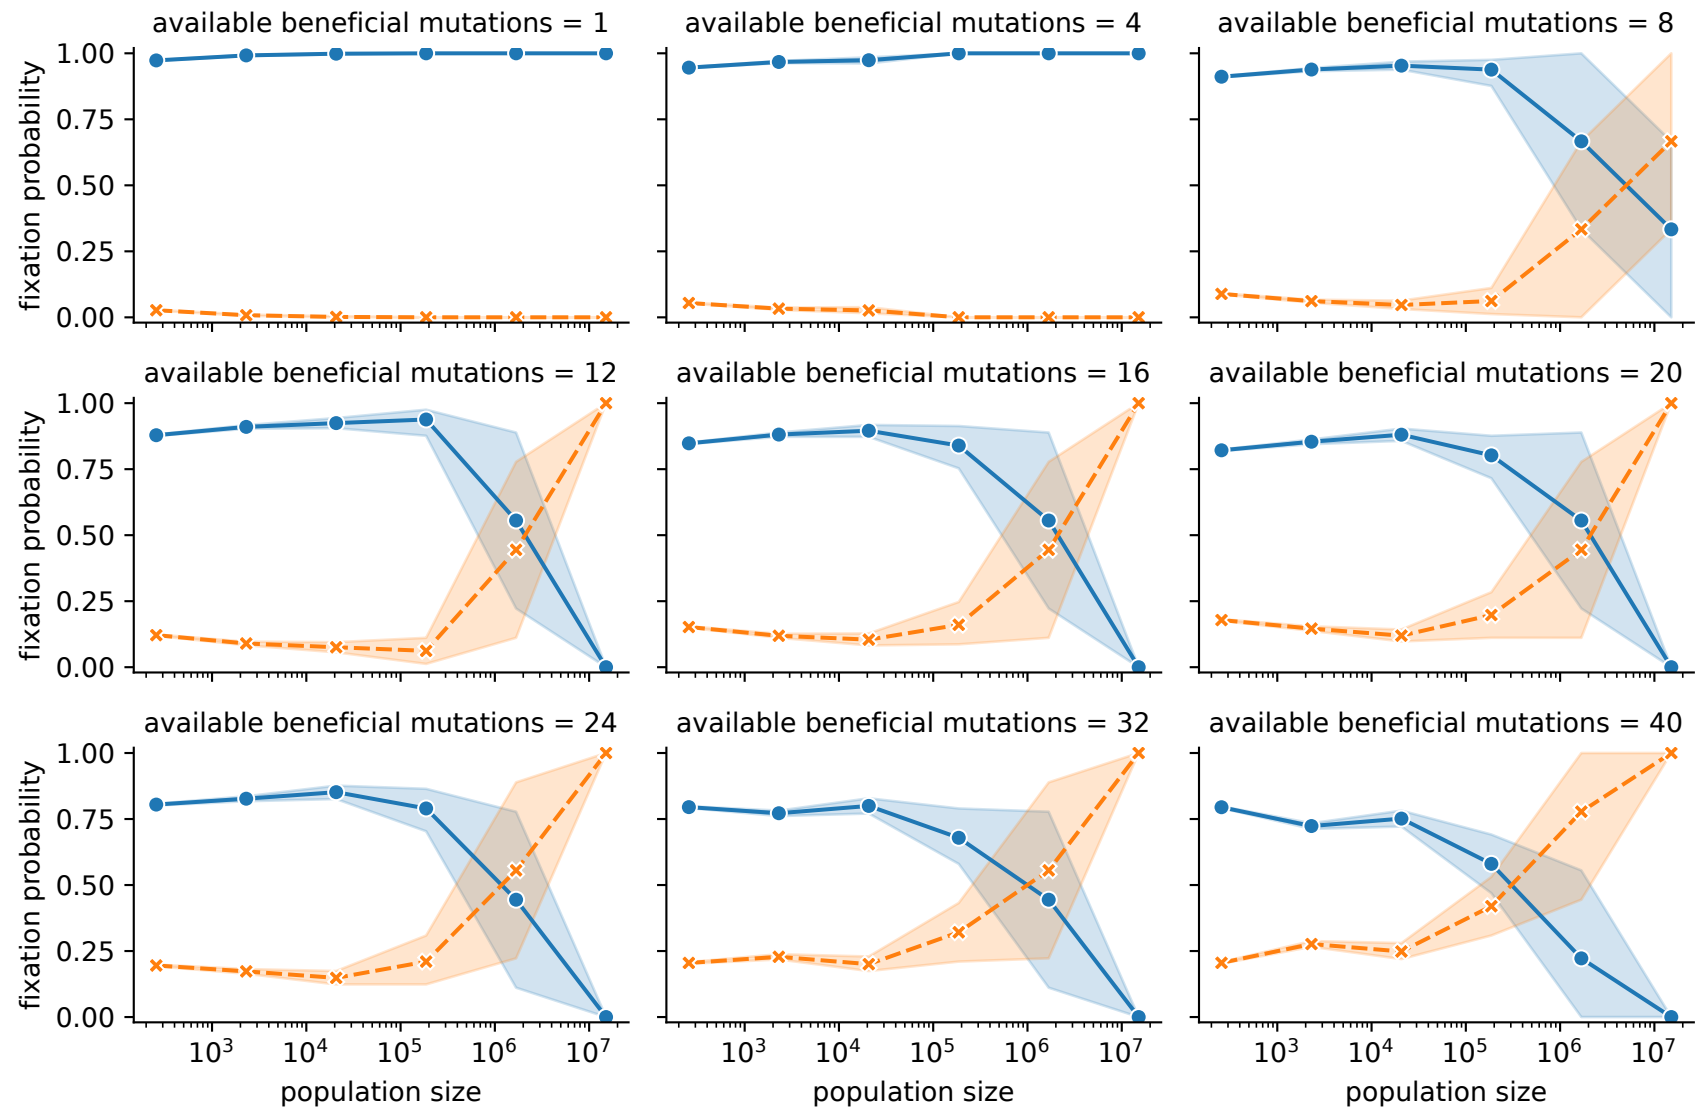 available beneficial mutations = 1
available beneficial mutations = 4
available beneficial mutations = 8
fixation probability
1.00
0.75
0.50
0.25
0.00
available beneficial mutations = 12
available beneficial mutations = 16
available beneficial mutations = 20
fixation probability
1.00
0.75
0.50
0.25
0.00
available beneficial mutations = 24
available beneficial mutations = 32
available beneficial mutations = 40
fixation probability
1.00
0.75
0.50
0.25
0.00
10³ 10⁴ 10⁵ 10⁶ 10⁷
10³ 10⁴ 10⁵ 10⁶ 10⁷
10³ 10⁴ 10⁵ 10⁶ 10⁷
population size
population size
population size